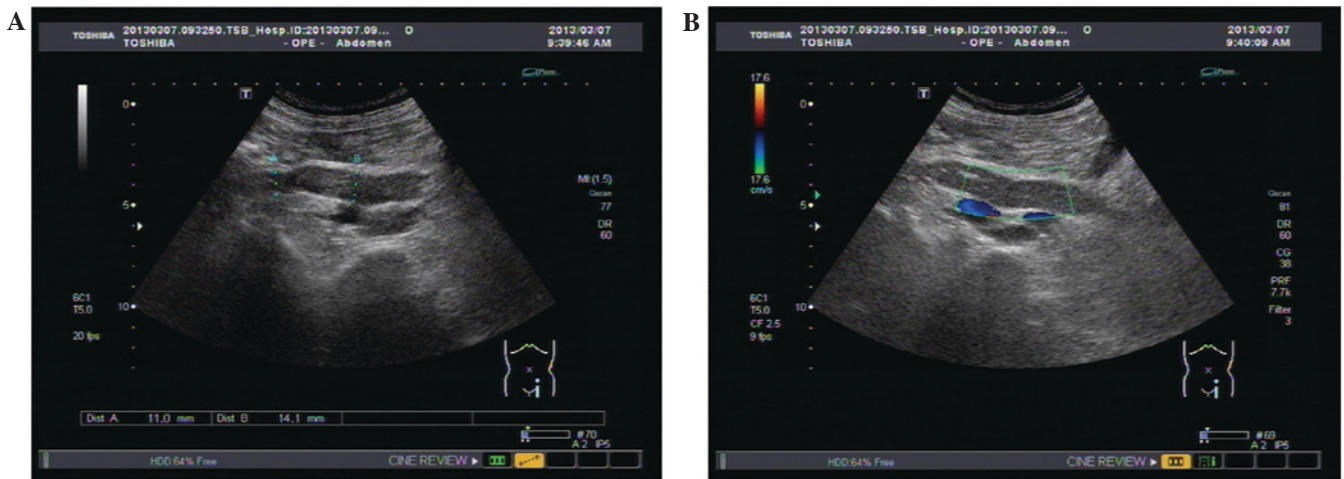 A
20130307.093250.TSB_Hosp.ID:20130307.09... O 2013/03/07
TOSHIBA TOSHIBA - OPE - Abdomen 9:39:46 AM
T
0
MI:(1.5)
Qscan
77
5
DR
60
6C1
T5.0
10
20 fps
Dist A 11.0 mm Dist B 14.1 mm
#70
A 2 IP5
HDD:64% Free CINE REVIEW
B
20130307.093250.TSB_Hosp.ID:20130307.09... O 2013/03/07
TOSHIBA TOSHIBA - OPE - Abdomen 9:40:09 AM
17.6
T
0
17.6
cm/s
Qscan
5
81
DR
60
CG
38
PRF
7.7k
Filter
3
6C1
T5.0
10
CF 2.5
9 fps
#69
A 2 IP5
HDD:64% Free CINE REVIEW